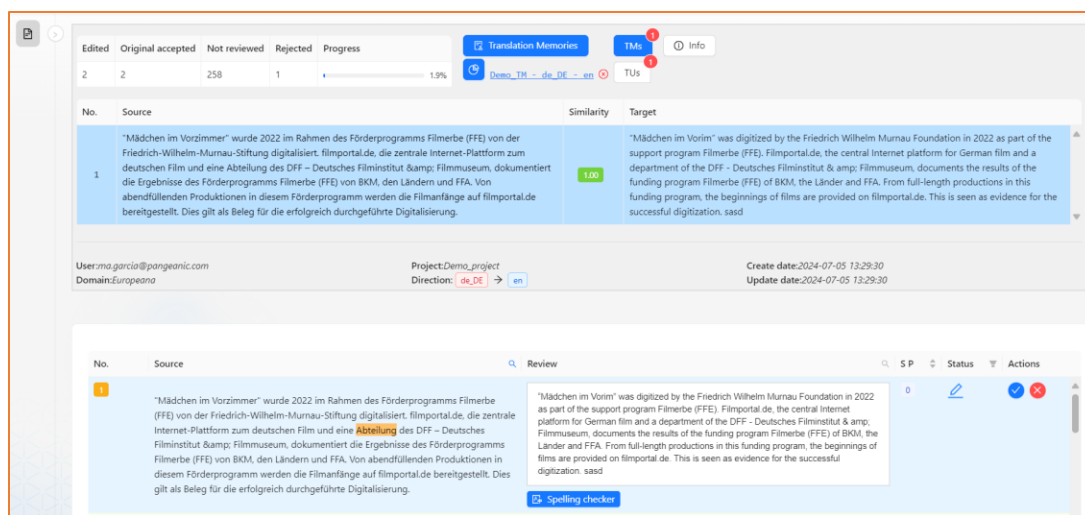 Edited Original accepted Not reviewed Rejected Progress
2 2 258 1 1.9%
Translation Memories
Demo_TM - de_DE - en
TMs 1
TUs 1
Info
No. Source Similarity Target
1
"Mädchen im Vorzimmer" wurde 2022 im Rahmen des Förderprogramms Filmerbe (FFE) von der
Friedrich-Wilhelm-Murnau-Stiftung digitalisiert. filmportal.de, die zentrale Internet-Plattform zum
deutschen Film und eine Abteilung des DFF – Deutsches Filminstitut &amp; Filmmuseum, dokumentiert
die Ergebnisse des Förderprogramms Filmerbe (FFE) von BKM, den Ländern und FFA. Von
abendfüllenden Produktionen in diesem Förderprogramm werden die Filmanfänge auf filmportal.de
bereitgestellt. Dies gilt als Beleg für die erfolgreich durchgeführte Digitalisierung.
1.00
"Mädchen im Vorim" was digitized by the Friedrich Wilhelm Murnau Foundation in 2022 as part of the
support program Filmerbe (FFE). Filmportal.de, the central Internet platform for German film and a
department of the DFF - Deutsches Filminstitut & amp; Filmmuseum, documents the results of the
funding program Filmerbe (FFE) of BKM, the Länder and FFA. From full-length productions in this
funding program, the beginnings of films are provided on filmportal.de. This is seen as evidence for the
successful digitization. sasd
User:ma.garcia@pangeanic.com
Domain:Europeana
Project:Demo_project
Direction: de_DE → en
Create date:2024-07-05 13:29:30
Update date:2024-07-05 13:29:30
No. Source Review S P Status Actions
1
"Mädchen im Vorzimmer" wurde 2022 im Rahmen des Förderprogramms Filmerbe
(FFE) von der Friedrich-Wilhelm-Murnau-Stiftung digitalisiert. filmportal.de, die zentrale
Internet-Plattform zum deutschen Film und eine Abteilung des DFF – Deutsches
Filminstitut &amp; Filmmuseum, dokumentiert die Ergebnisse des Förderprogramms
Filmerbe (FFE) von BKM, den Ländern und FFA. Von abendfüllenden Produktionen in
diesem Förderprogramm werden die Filmanfänge auf filmportal.de bereitgestellt. Dies
gilt als Beleg für die erfolgreich durchgeführte Digitalisierung.
"Mädchen im Vorim" was digitized by the Friedrich Wilhelm Murnau Foundation in 2022
as part of the support program Filmerbe (FFE). Filmportal.de, the central Internet
platform for German film and a department of the DFF - Deutsches Filminstitut & amp;
Filmmuseum, documents the results of the funding program Filmerbe (FFE) of BKM, the
Länder and FFA. From full-length productions in this funding program, the beginnings of
films are provided on filmportal.de. This is seen as evidence for the successful
digitization. sasd
0
Spelling checker